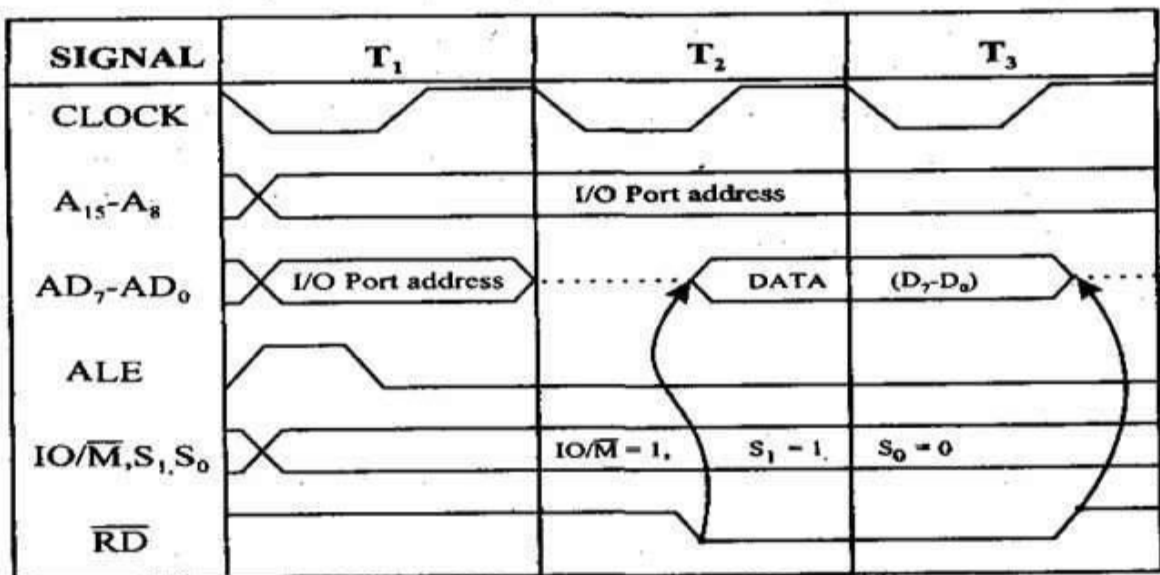 SIGNAL T₁ T₂ T₃
CLOCK
A₁₅-A₈ I/O Port address
AD₇-AD₀ I/O Port address DATA (D₇-D₀)
ALE
IO/M̅,S₁,S₀ IO/M̅ = 1, S₁ = 1, S₀ = 0
R̅D̅